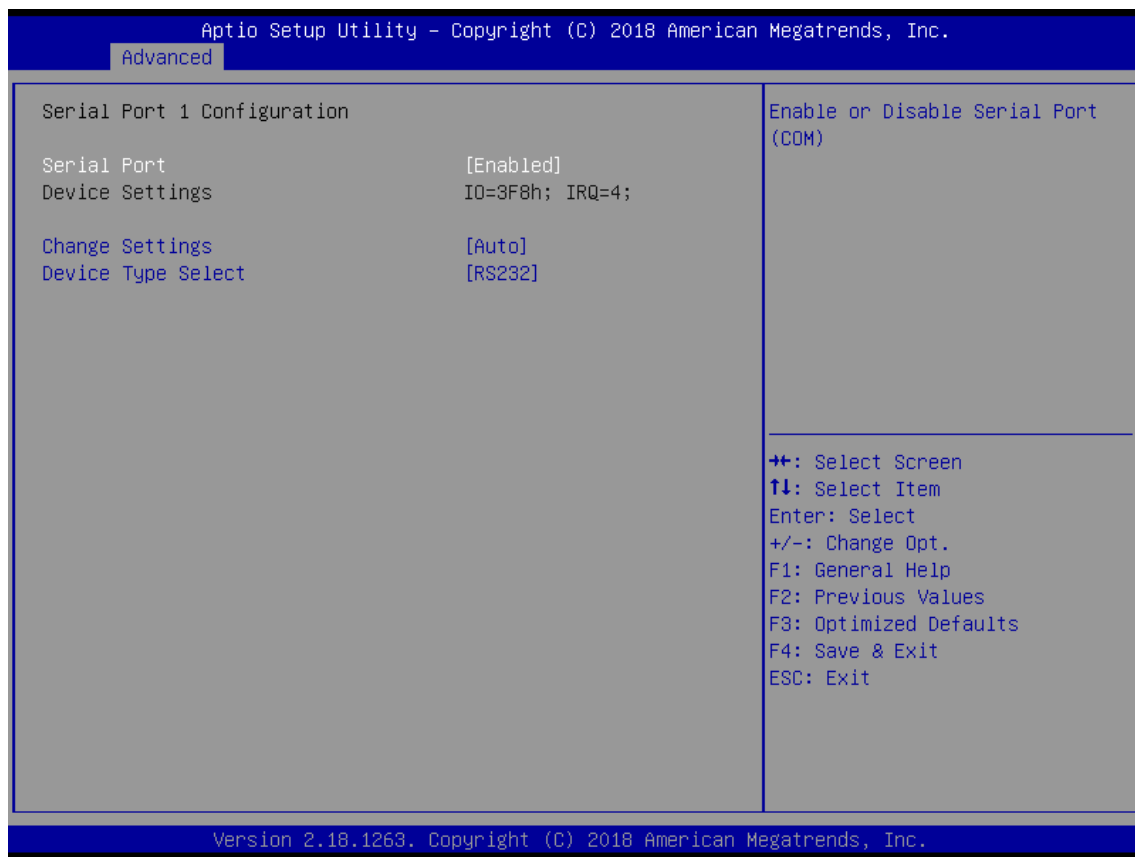 Aptio Setup Utility – Copyright (C) 2018 American Megatrends, Inc.
Advanced
Serial Port 1 Configuration
Serial Port [Enabled]
Device Settings IO=3F8h; IRQ=4;
Change Settings [Auto]
Device Type Select [RS232]
Enable or Disable Serial Port
(COM)
→←: Select Screen
↑↓: Select Item
Enter: Select
+/-: Change Opt.
F1: General Help
F2: Previous Values
F3: Optimized Defaults
F4: Save & Exit
ESC: Exit
Version 2.18.1263. Copyright (C) 2018 American Megatrends, Inc.